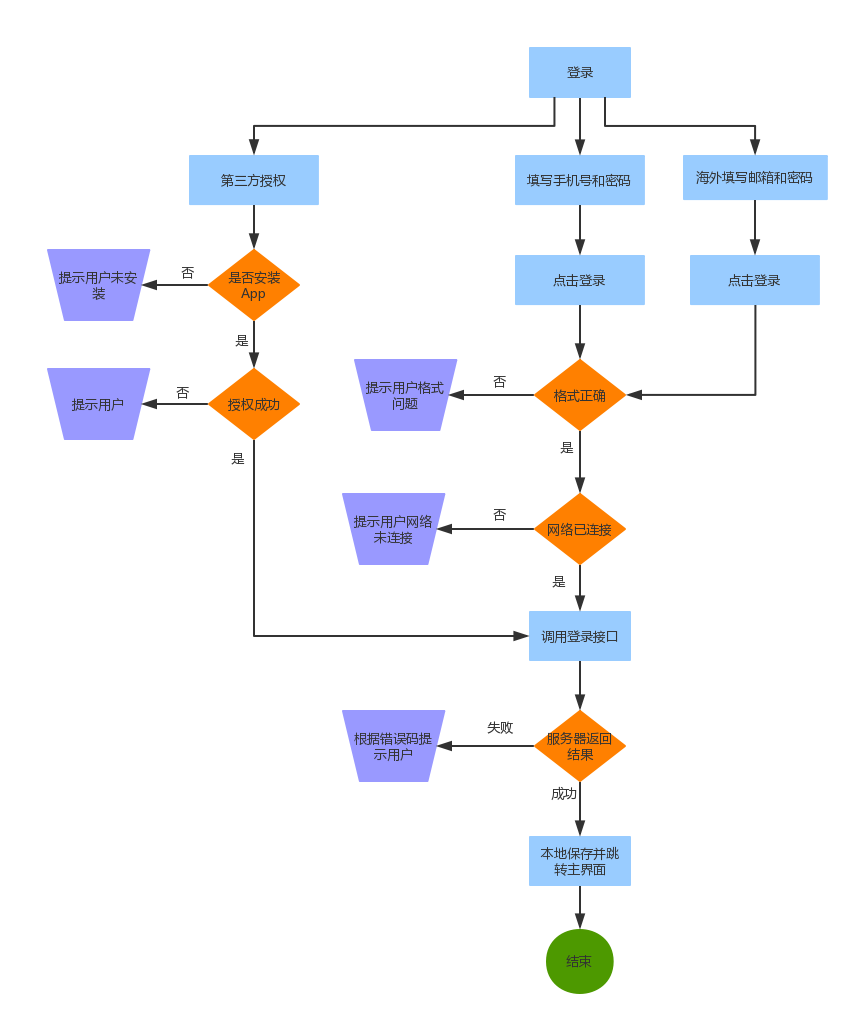 登录
第三方授权
填写手机号和密码
海外填写邮箱和密码
提示用户未安
装
否
是否安装
App
点击登录
点击登录
是
提示用户
否
授权成功
提示用户格式
问题
否
格式正确
是
是
提示用户网络
未连接
否
网络已连接
是
调用登录接口
根据错误码提
示用户
失败
服务器返回
结果
成功
本地保存并跳
转主界面
结束